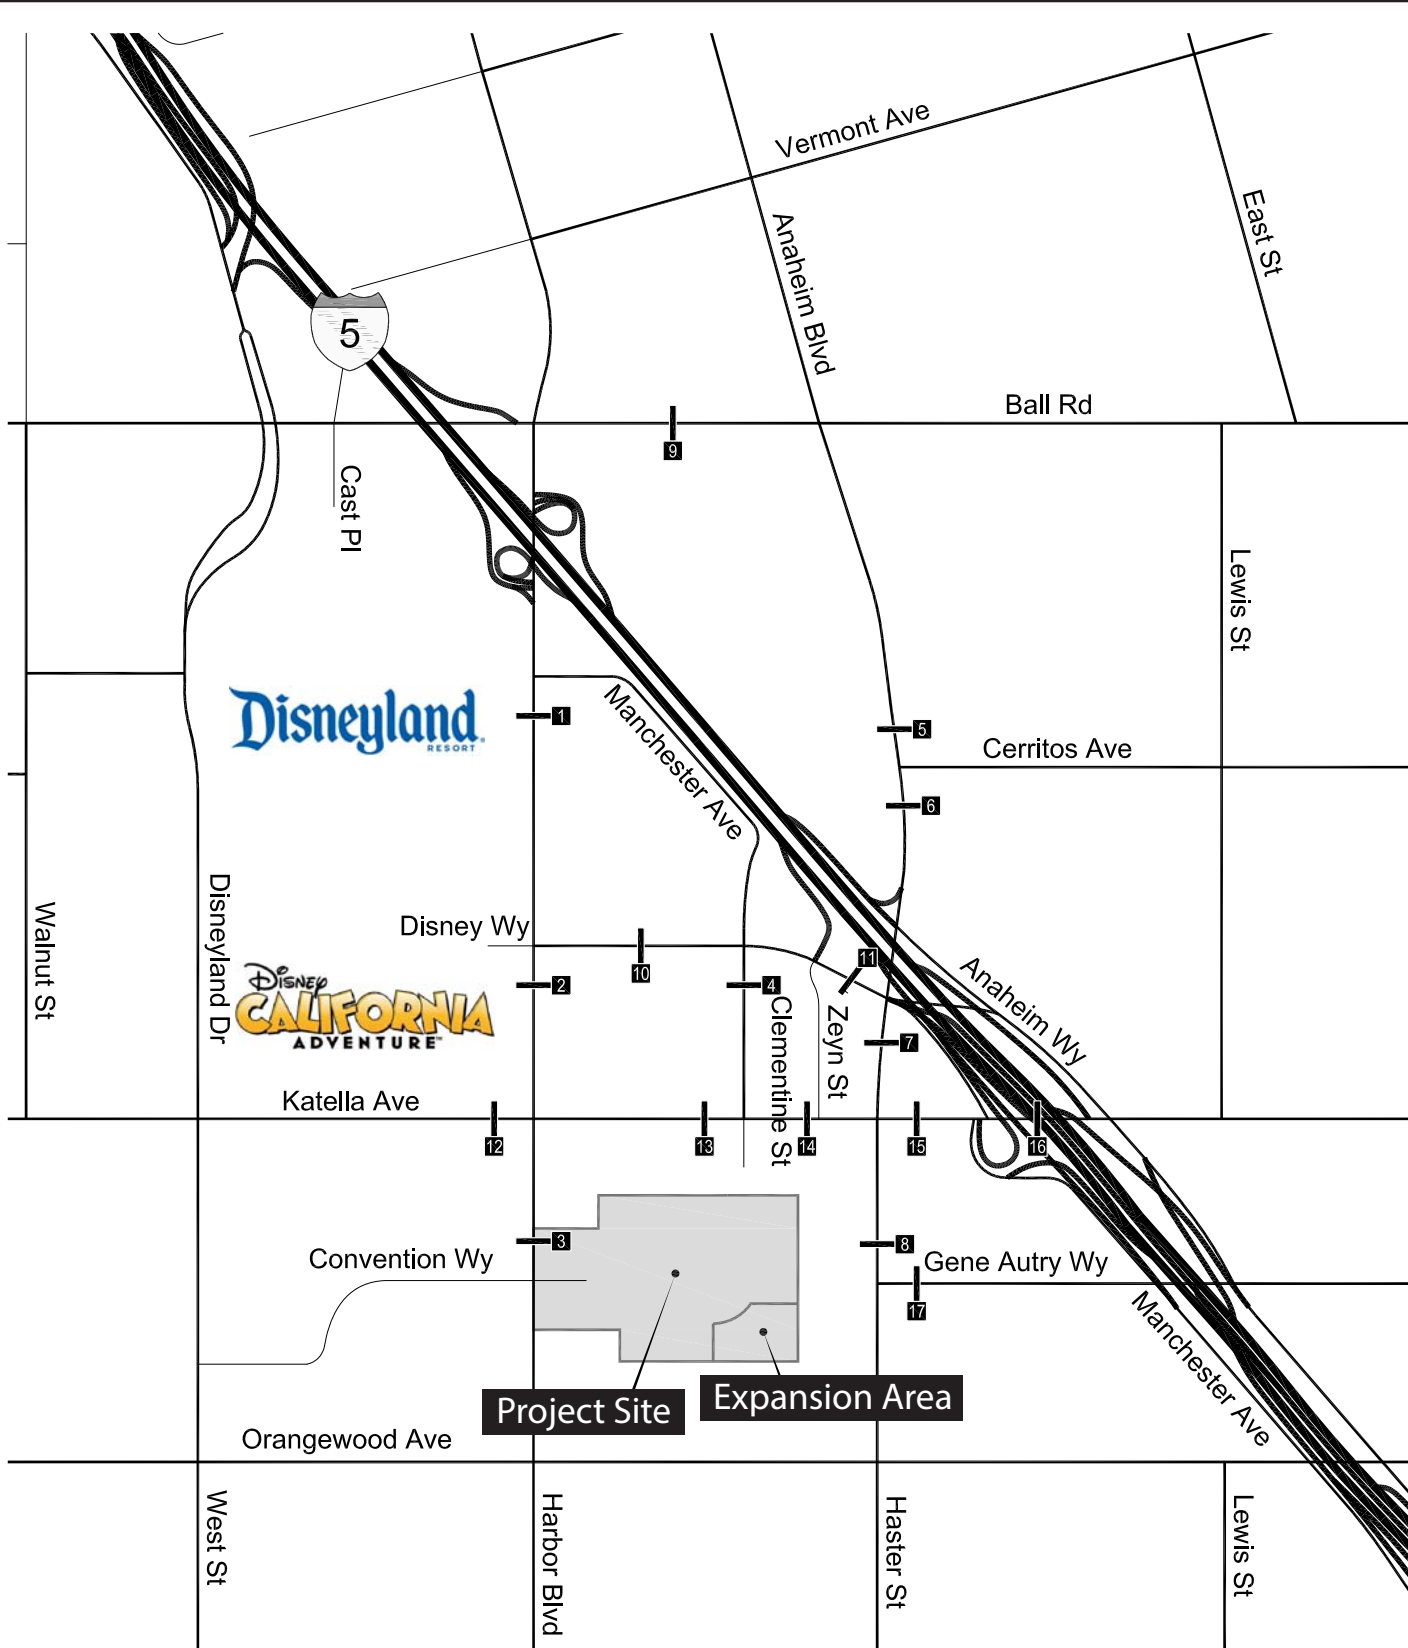 Vermont Ave
East St
Anaheim Blvd
5
Ball Rd
9
Cast Pl
Lewis St
Disneyland
RESORT
1
Manchester Ave
5
Cerritos Ave
6
Walnut St
Disneyland Dr
Disney Wy
10
11
Anaheim Wy
Disney
CALIFORNIA
ADVENTURE™
2
4
Clementine St
Zeyn St
7
Katella Ave
12
13
14
15
16
3
8
Convention Wy
Gene Autry Wy
17
Manchester Ave
Project Site
Expansion Area
Orangewood Ave
West St
Harbor Blvd
Haster St
Lewis St